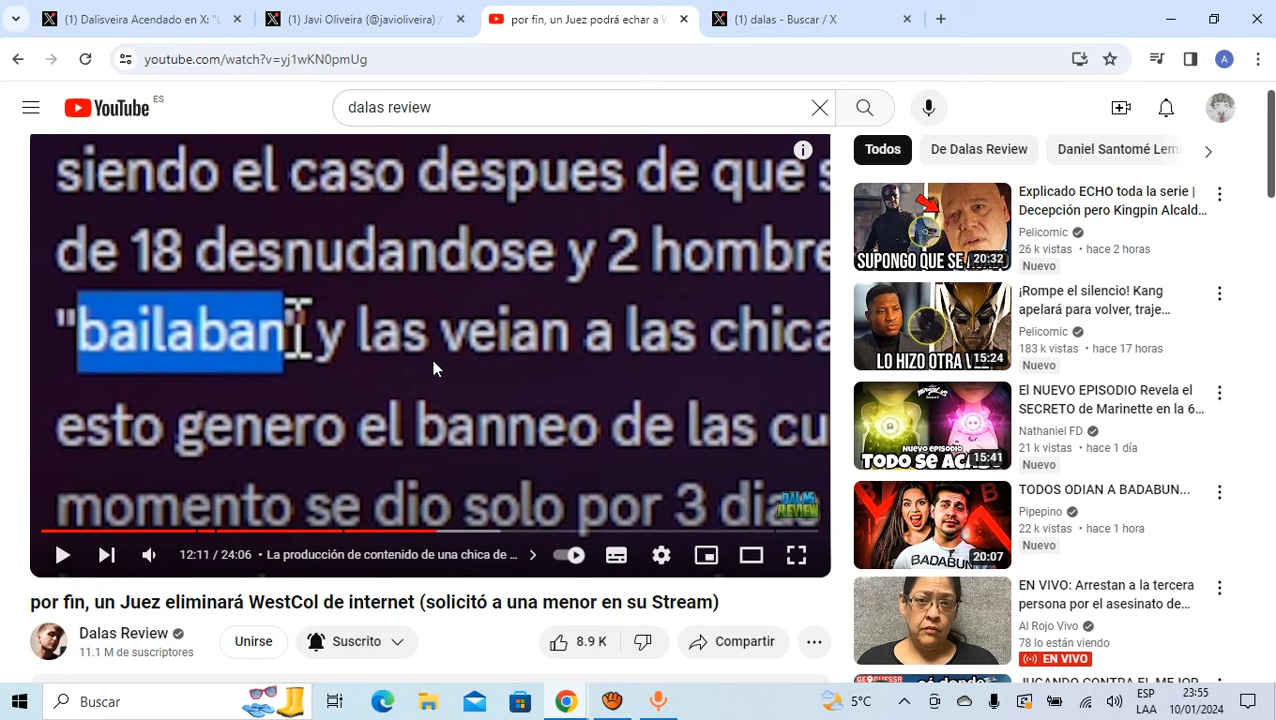 (1) Dalisveira Acendado en X: "L
(1) Javi Oliveira (@javioliveira) /
por fin, un Juez podrá echar a V
(1) dalas - Buscar / X
youtube.com/watch?v=yj1wKN0pmUg
YouTube ES
dalas review
siendo el caso despues de que s
de 18 desnudandose y 2 hombre
"bailaban" y las veian a las chica
esto genero el banneo de las cu
momento se dio solo por 3 dia
DALAS REVIEW
12:11 / 24:06 • La producción de contenido de una chica de …
por fin, un Juez eliminará WestCol de internet (solicitó a una menor en su Stream)
Dalas Review
11.1 M de suscriptores
Unirse
Suscrito
8.9 K
Compartir
Todos
De Dalas Review
Daniel Santomé Lem
Explicado ECHO toda la serie |
Decepción pero Kingpin Alcald…
Pelicomic
26 k vistas • hace 2 horas
Nuevo
SUPONGO QUE SE
20:32
¡Rompe el silencio! Kang
apelará para volver, traje…
Pelicomic
11 k vistas • hace 17 horas
Nuevo
LO HIZO OTRA VEZ
15:24
El NUEVO EPISODIO Revela el
SECRETO de Marinette en la 6…
Nathaniel FD
21 k vistas • hace 1 día
Nuevo
NUEVO EPISODIO
TODO SE ACA
15:41
TODOS ODIAN A BADABUN...
Pipepino
22 k vistas • hace 1 hora
Nuevo
BADABUN
20:07
EN VIVO: Arrestan a la tercera
persona por el asesinato de…
Al Rojo Vivo
78 lo están viendo
EN VIVO
JUGANDO CONTRA EL MEJOR
Buscar
5°C
ESP
LAA
23:55
10/01/2024
A